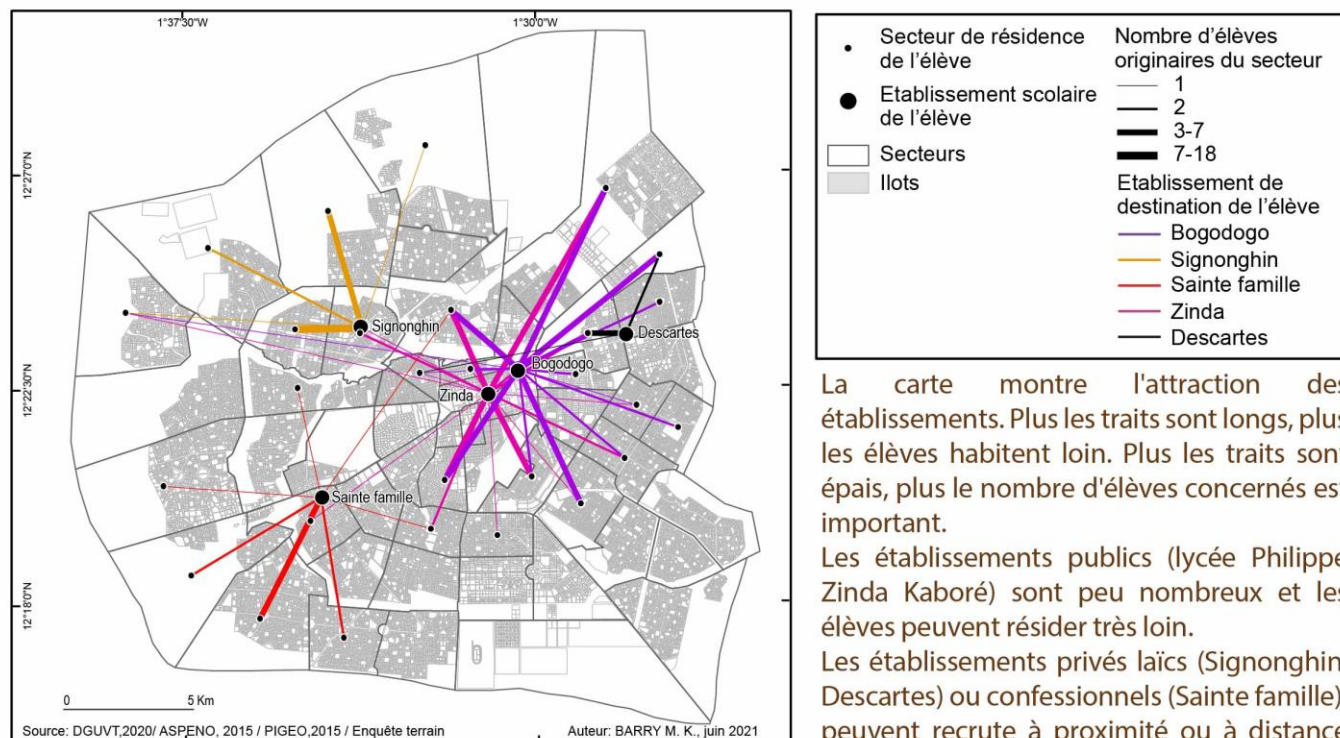 1°37'30"W
1°30'0"W
12°27'0"N
12°22'30"N
12°18'0"N
Signonghin
Descartes
Bogodogo
Zinda
Sainte famille
0 5 Km
Source: DGUVT,2020/ ASPENO, 2015 / PIGEO,2015 / Enquête terrain
Auteur: BARRY M. K., juin 2021
Secteur de résidence
de l'élève
Etablissement scolaire
de l'élève
Secteurs
Ilots
Nombre d'élèves
originaires du secteur
1
2
3-7
7-18
Etablissement de
destination de l'élève
Bogodogo
Signonghin
Sainte famille
Zinda
Descartes
La carte montre l'attraction des
établissements. Plus les traits sont longs, plus
les élèves habitent loin. Plus les traits sont
épais, plus le nombre d'élèves concernés est
important.
Les établissements publics (lycée Philippe
Zinda Kaboré) sont peu nombreux et les
élèves peuvent résider très loin.
Les établissements privés laïcs (Signonghin,
Descartes) ou confessionnels (Sainte famille)
peuvent recrute à proximité ou à distance